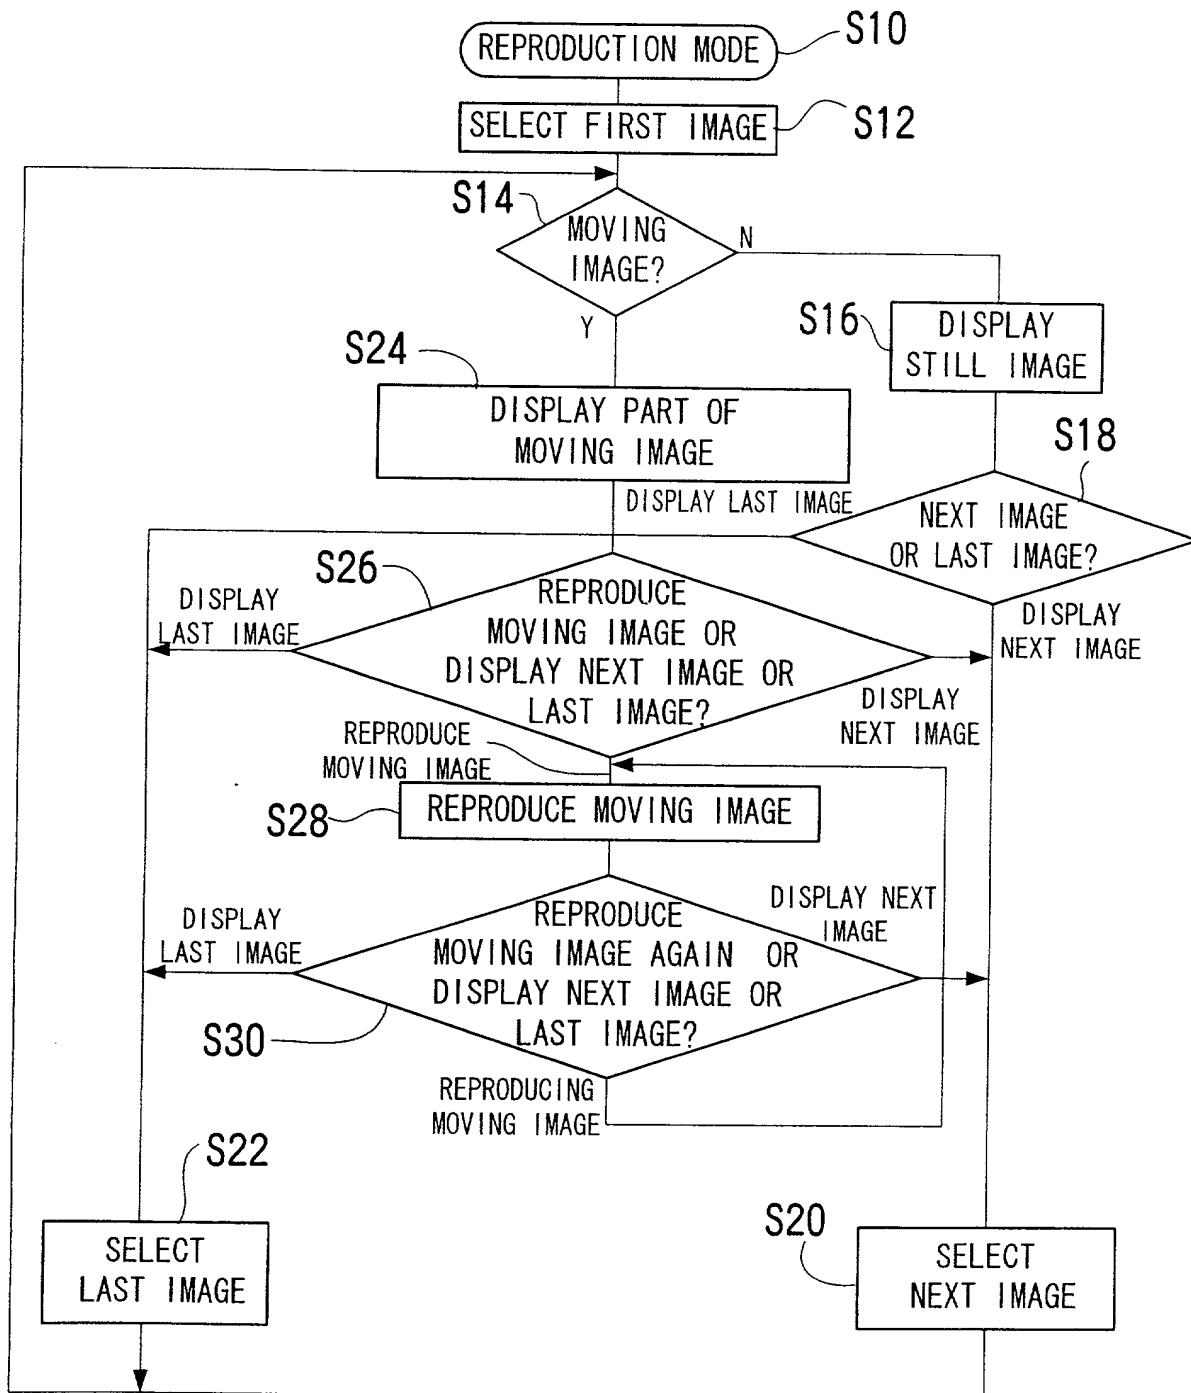 REPRODUCTION MODE
S10
SELECT FIRST IMAGE
S12
S14
MOVING
IMAGE?
N
Y
S16
DISPLAY
STILL IMAGE
S24
DISPLAY PART OF
MOVING IMAGE
S18
NEXT IMAGE
OR LAST IMAGE?
DISPLAY LAST IMAGE
DISPLAY
NEXT IMAGE
S26
REPRODUCE
MOVING IMAGE OR
DISPLAY NEXT IMAGE OR
LAST IMAGE?
DISPLAY
LAST IMAGE
DISPLAY
NEXT IMAGE
REPRODUCE
MOVING IMAGE
S28
REPRODUCE MOVING IMAGE
DISPLAY
LAST IMAGE
REPRODUCE
MOVING IMAGE AGAIN OR
DISPLAY NEXT IMAGE OR
LAST IMAGE?
DISPLAY NEXT
IMAGE
S30
REPRODUCING
MOVING IMAGE
S22
SELECT
LAST IMAGE
S20
SELECT
NEXT IMAGE